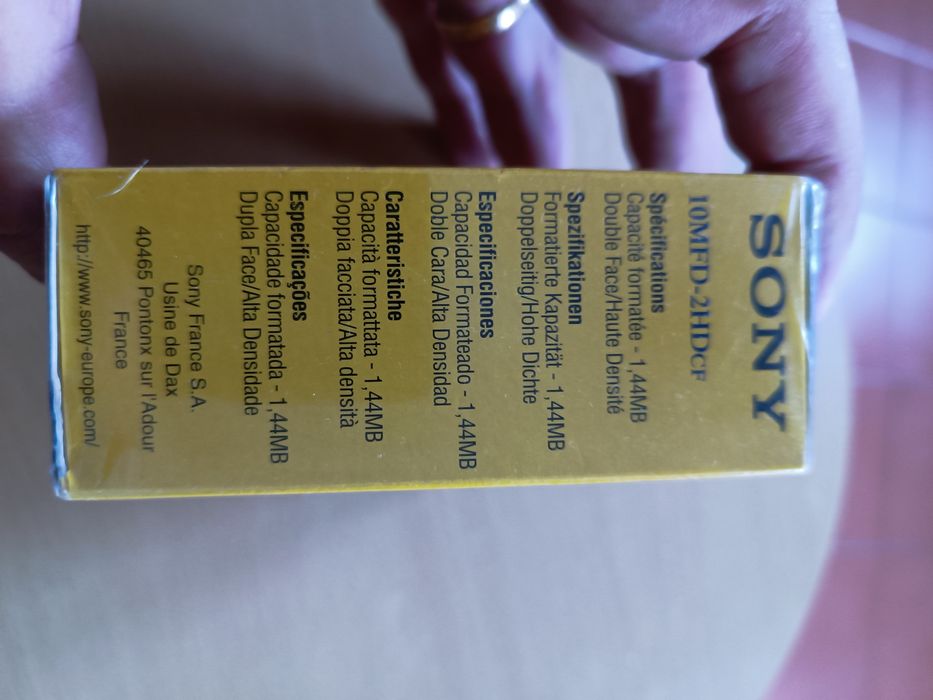 SONY
10MFD-2HDCF
Spécifications
Capacité formatée - 1,44MB
Double Face/Haute Densité
Spezifikationen
Formatierte Kapazität - 1,44MB
Doppelseitig/Hohe Dichte
Especificaciones
Capacidad Formateado - 1,44MB
Doble Cara/Alta Densidad
Caratteristiche
Capacità formattata - 1,44MB
Doppia facciata/Alta densità
Especificações
Capacidade formatada - 1,44MB
Dupla Face/Alta Densidade
Sony France S.A.
Usine de Dax
40465 Pontonx sur l'Adour
France
http://www.sony-europe.com/